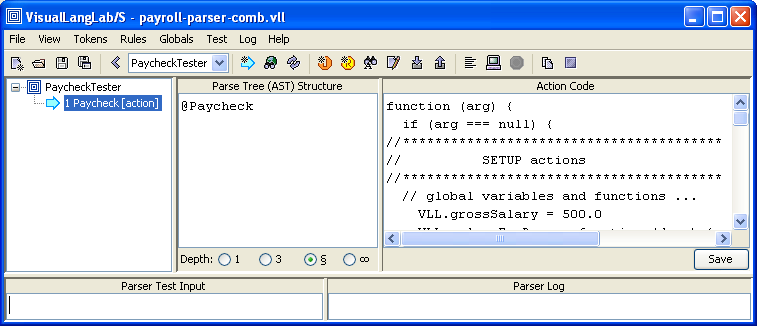 VisualLangLab/S - payroll-parser-comb.vll
File View Tokens Rules Globals Test Log Help
PaycheckTester
PaycheckTester
1 Paycheck [action]
Parse Tree (AST) Structure
@Paycheck
Depth: 1 3 § ∞
Action Code
function (arg) {
if (arg === null) {
//****************************************
// SETUP actions
//****************************************
// global variables and functions ...
VLL.grossSalary = 500.0
Save
Parser Test Input
Parser Log